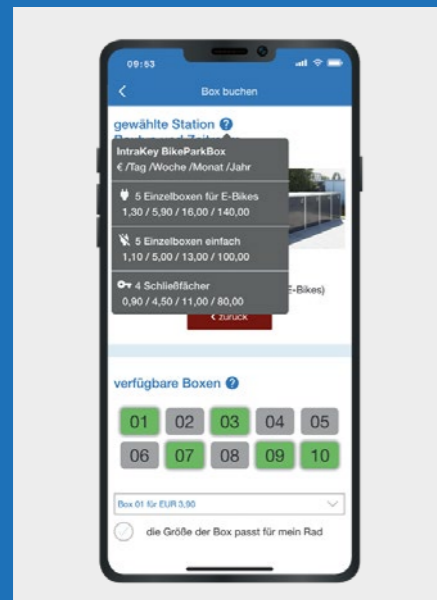 09:53
Box buchen
gewählte Station
IntraKey BikeParkBox
€ /Tag /Woche /Monat /Jahr
5 Einzelboxen für E-Bikes
1,30 / 5,90 / 16,00 / 140,00
5 Einzelboxen einfach
1,10 / 5,00 / 13,00 / 100,00
4 Schließfächer
0,90 / 4,50 / 11,00 / 80,00
E-Bikes)
‹ zurück
verfügbare Boxen
01 02 03 04 05
06 07 08 09 10
Box 01 für EUR 3,90
die Größe der Box passt für mein Rad